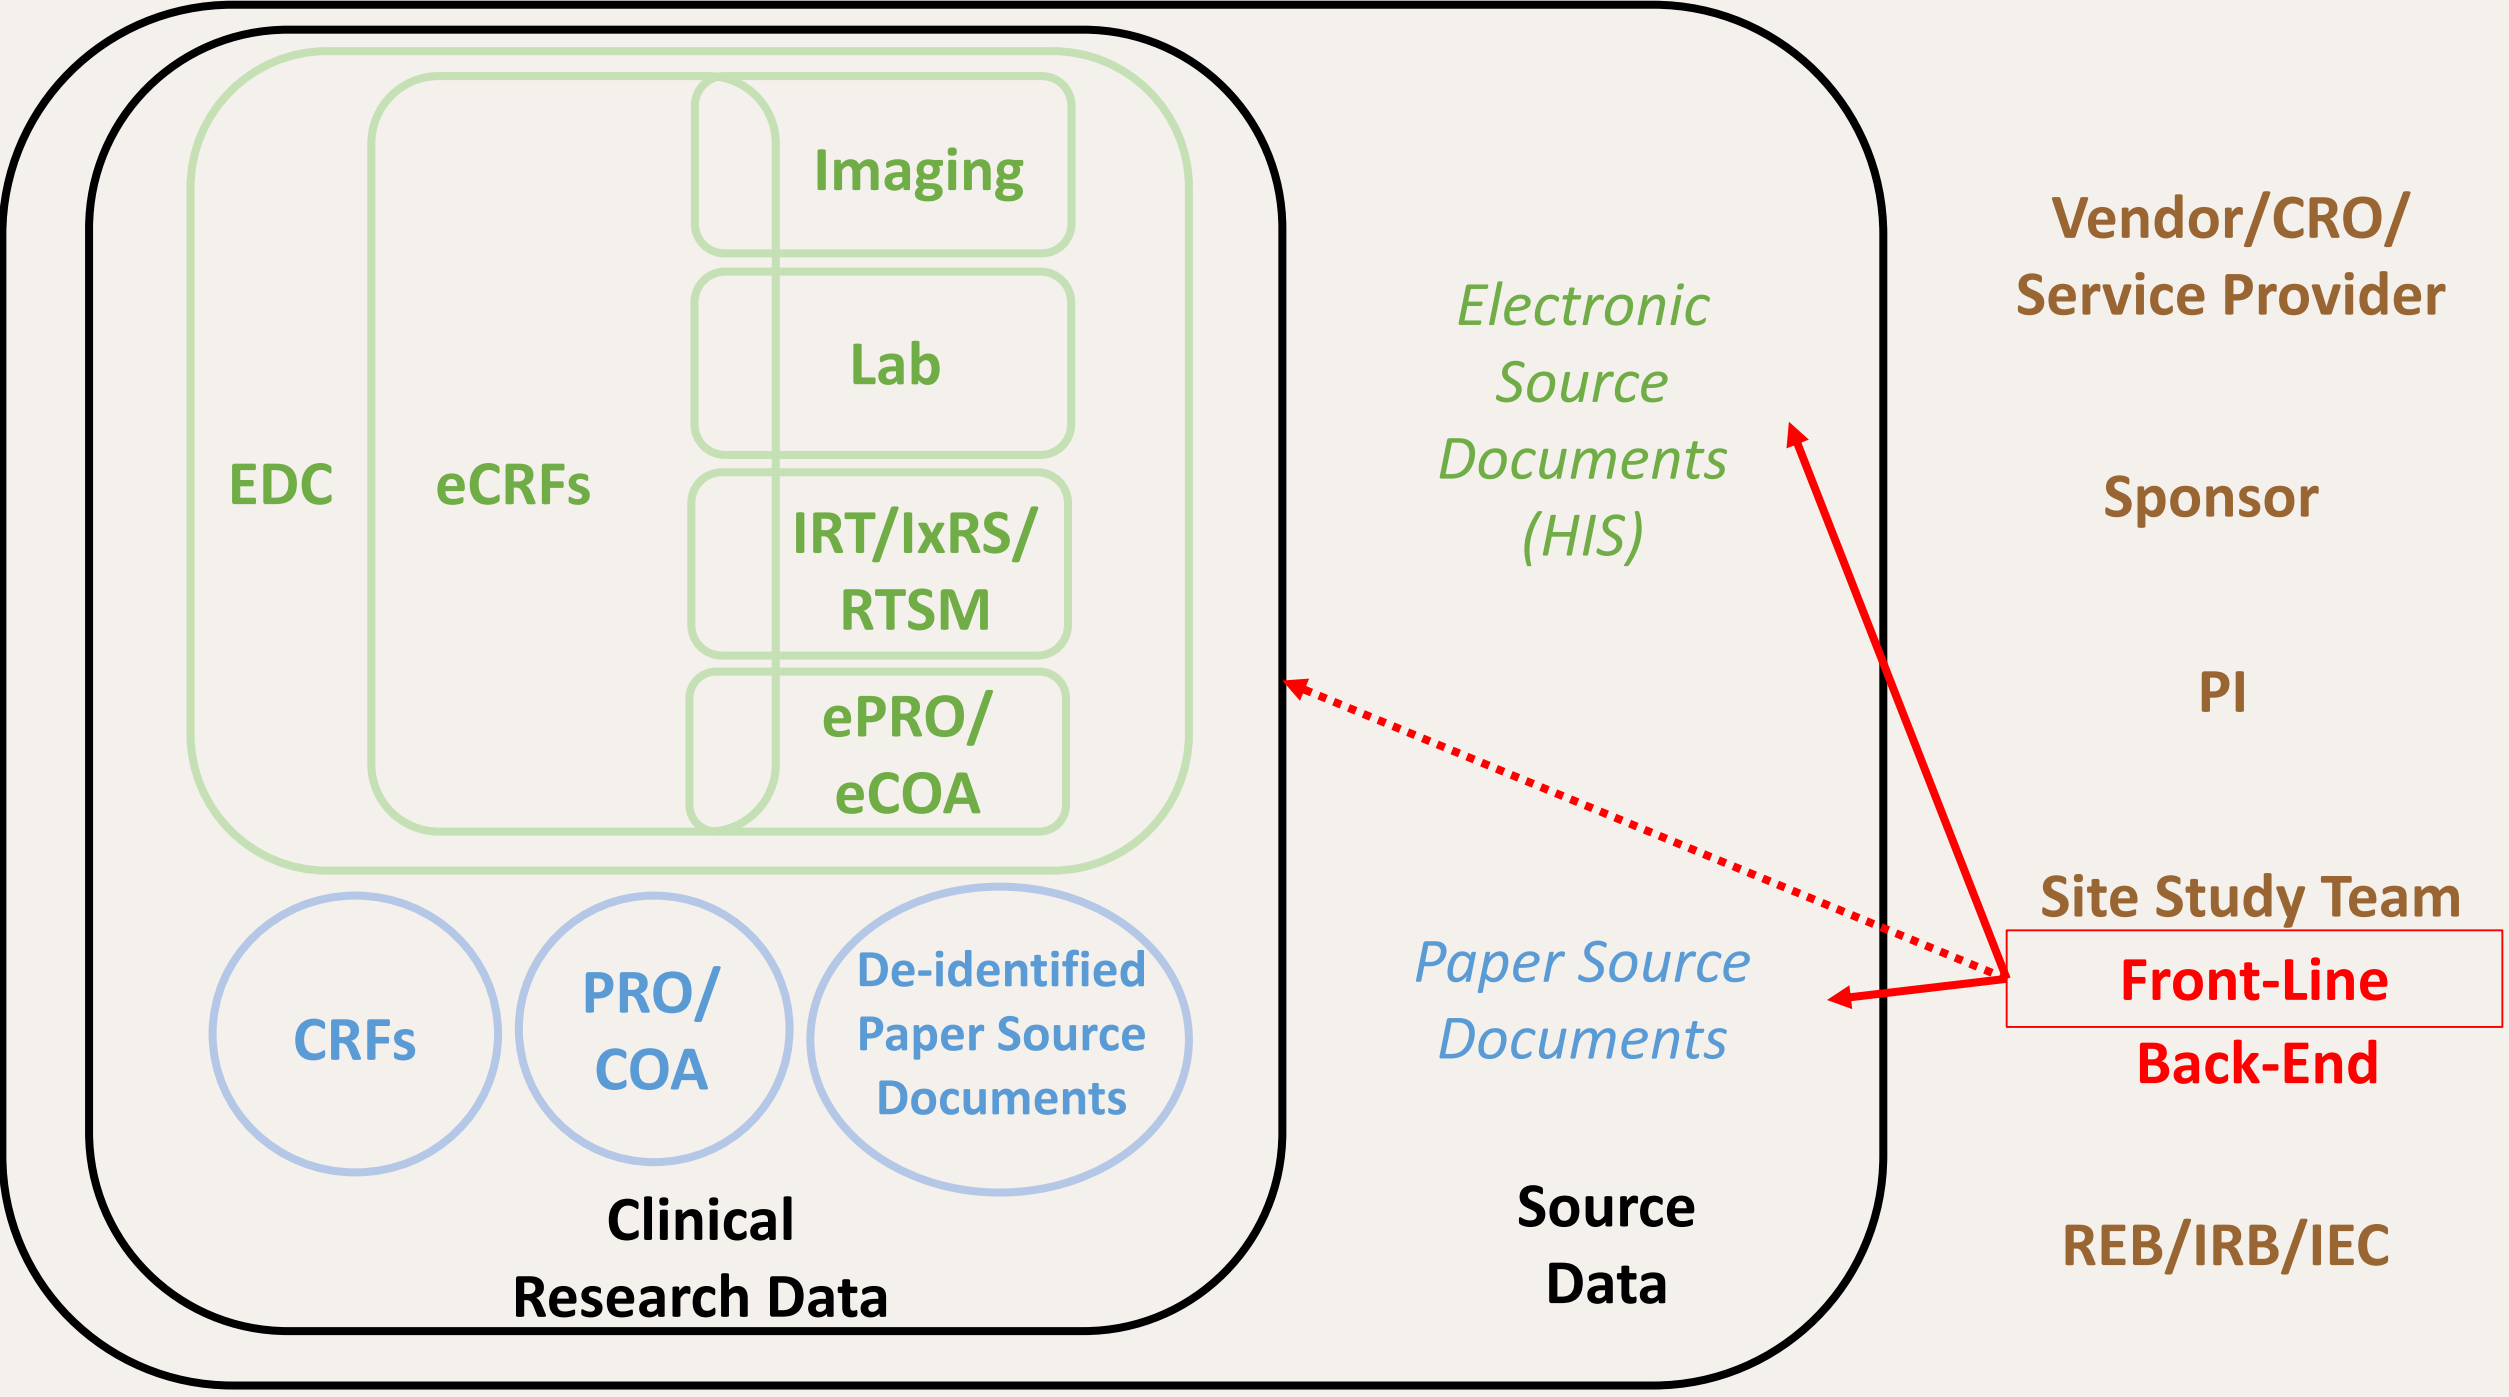 Imaging
Lab
EDC
eCRFs
IRT/IxRS/
RTSM
ePRO/
eCOA
CRFs
PRO/
COA
De-identified
Paper Source
Documents
Clinical
Research Data
Electronic
Source
Documents
(HIS)
Paper Source
Documents
Source
Data
Vendor/CRO/
Service Provider
Sponsor
PI
Site Study Team
Front-Line
Back-End
REB/IRB/IEC